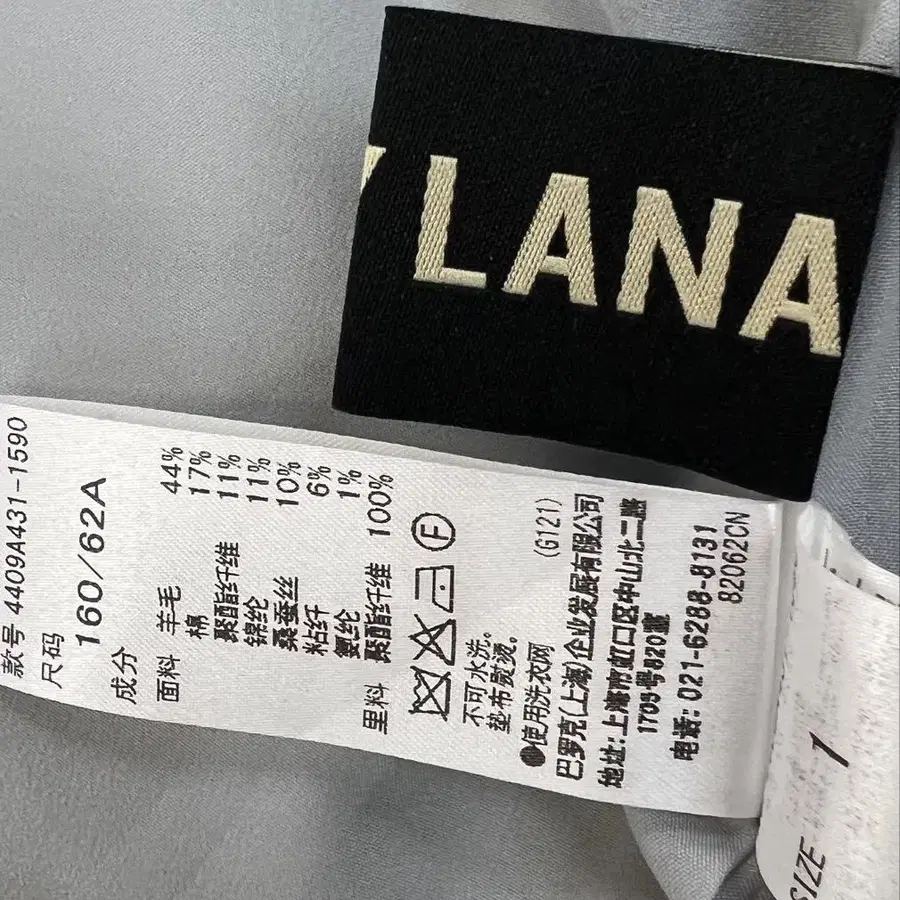 LANA
款号 4409A431-1590
尺码
160/62A
成分
面料 羊毛 44%
棉 17%
聚酯纤维 11%
锦纶 11%
桑蚕丝 10%
粘纤 6%
氨纶 1%
里料 聚酯纤维 100%
F
不可水洗。
垫布熨烫。
●使用洗衣网 (G121)
巴罗克(上海)企业发展有限公司
地址:上海市虹口区中山北二路
1705号820室
电话:021-6288-8131
82062CN
SIZE 1